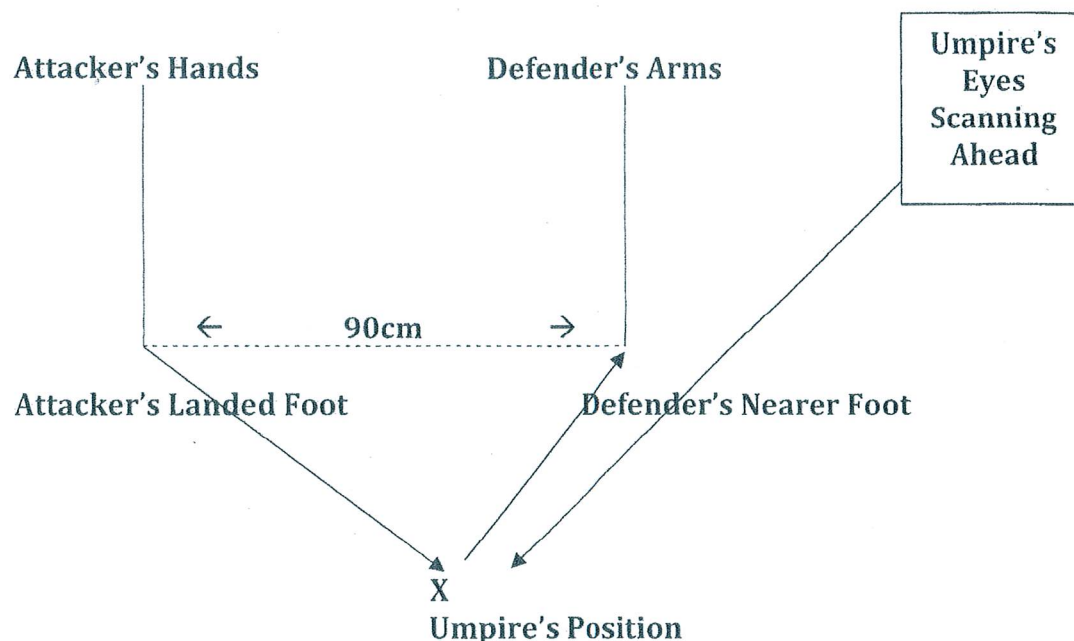 Attacker's Hands
Defender's Arms
Umpire's
Eyes
Scanning
Ahead
← 90cm →
Attacker's Landed Foot
Defender's Nearer Foot
X
Umpire's Position